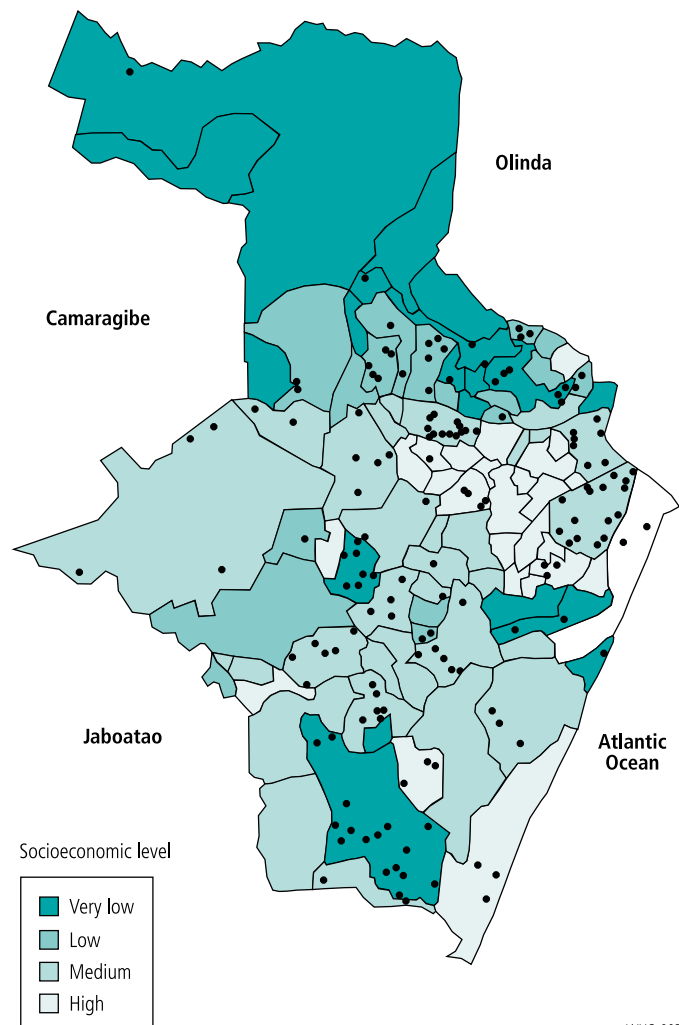 Olinda
Camaragibe
Jaboatao
Atlantic
Ocean
Socioeconomic level
Very low
Low
Medium
High